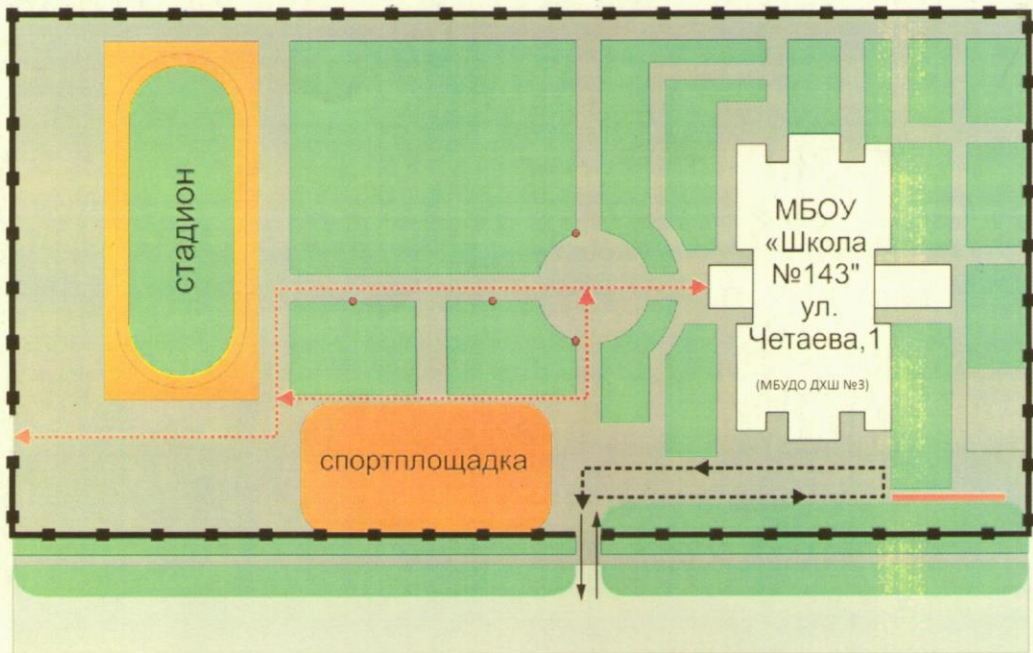 стадион
МБОУ
«Школа
№143"
ул.
Четаева,1
(МБУДО ДХШ №3)
спортплощадка